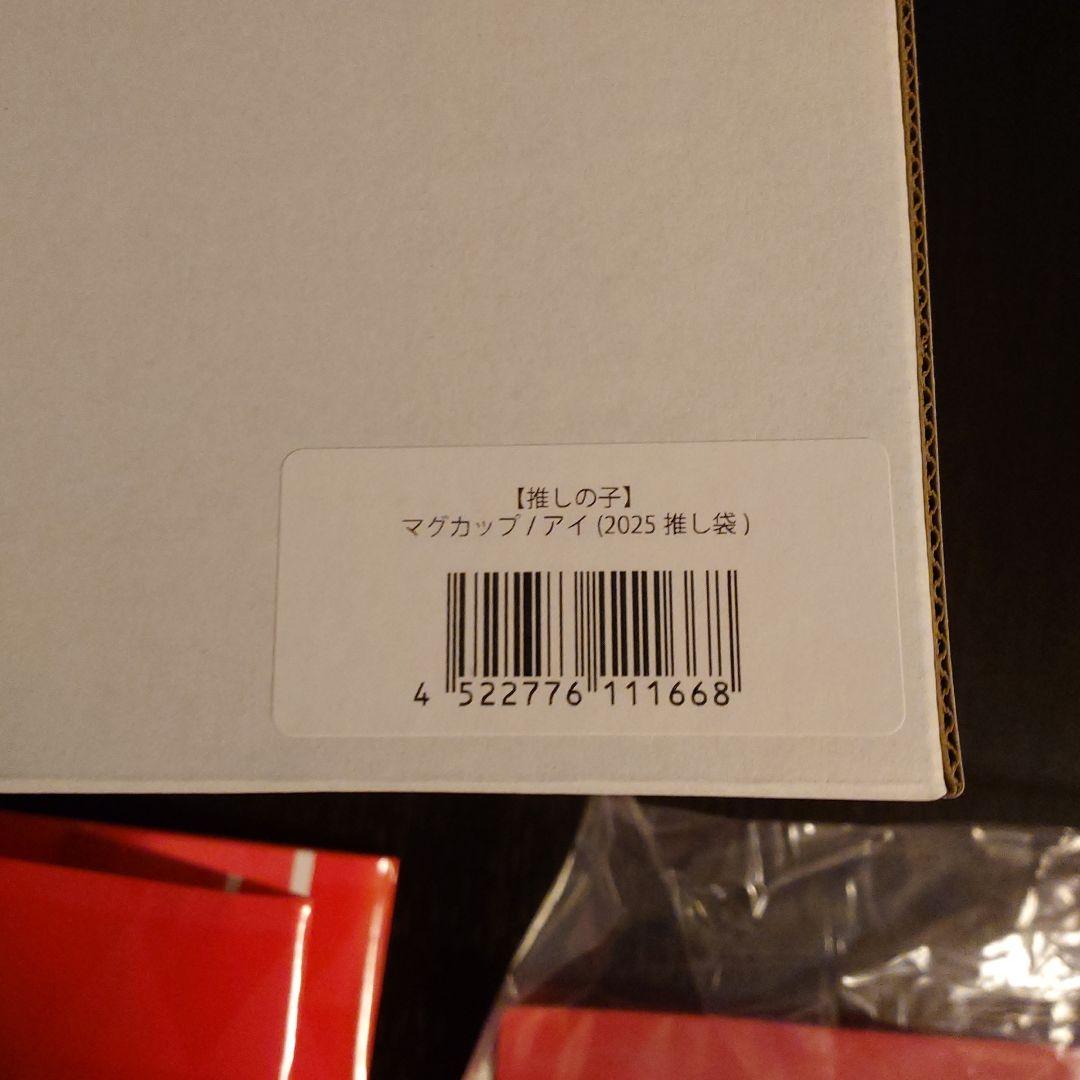 【推しの子】
マグカップ / アイ (2025 推し袋 )
4 522776 111668